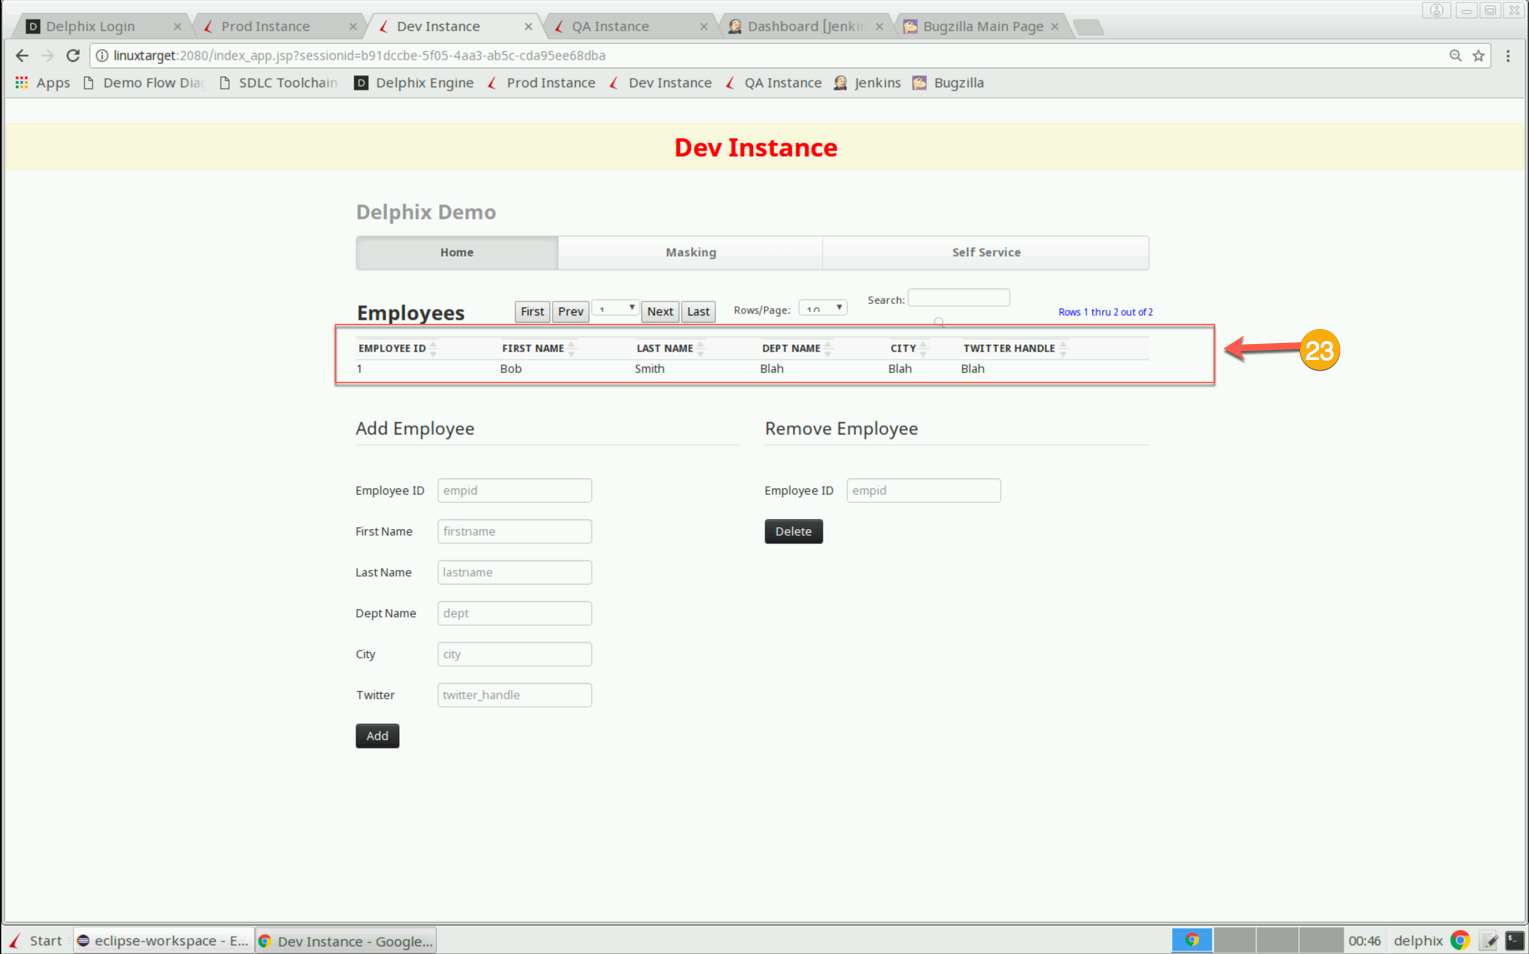 Delphix Login
Prod Instance
Dev Instance
QA Instance
Dashboard [Jenkin
Bugzilla Main Page
linuxtarget:2080/index_app.jsp?sessionid=b91dccbe-5f05-4aa3-ab5c-cda95ee68dba
Apps
Demo Flow Diag
SDLC Toolchain
Delphix Engine
Prod Instance
Dev Instance
QA Instance
Jenkins
Bugzilla
Dev Instance
Delphix Demo
Home
Masking
Self Service
Employees
First
Prev
1
Next
Last
Rows/Page:
10
Search:
Rows 1 thru 2 out of 2
EMPLOYEE ID FIRST NAME LAST NAME DEPT NAME CITY TWITTER HANDLE
1 Bob Smith Blah Blah Blah
23
Add Employee
Employee ID empid
First Name firstname
Last Name lastname
Dept Name dept
City city
Twitter twitter_handle
Add
Remove Employee
Employee ID empid
Delete
Start
eclipse-workspace - E...
Dev Instance - Google...
00:46
delphix